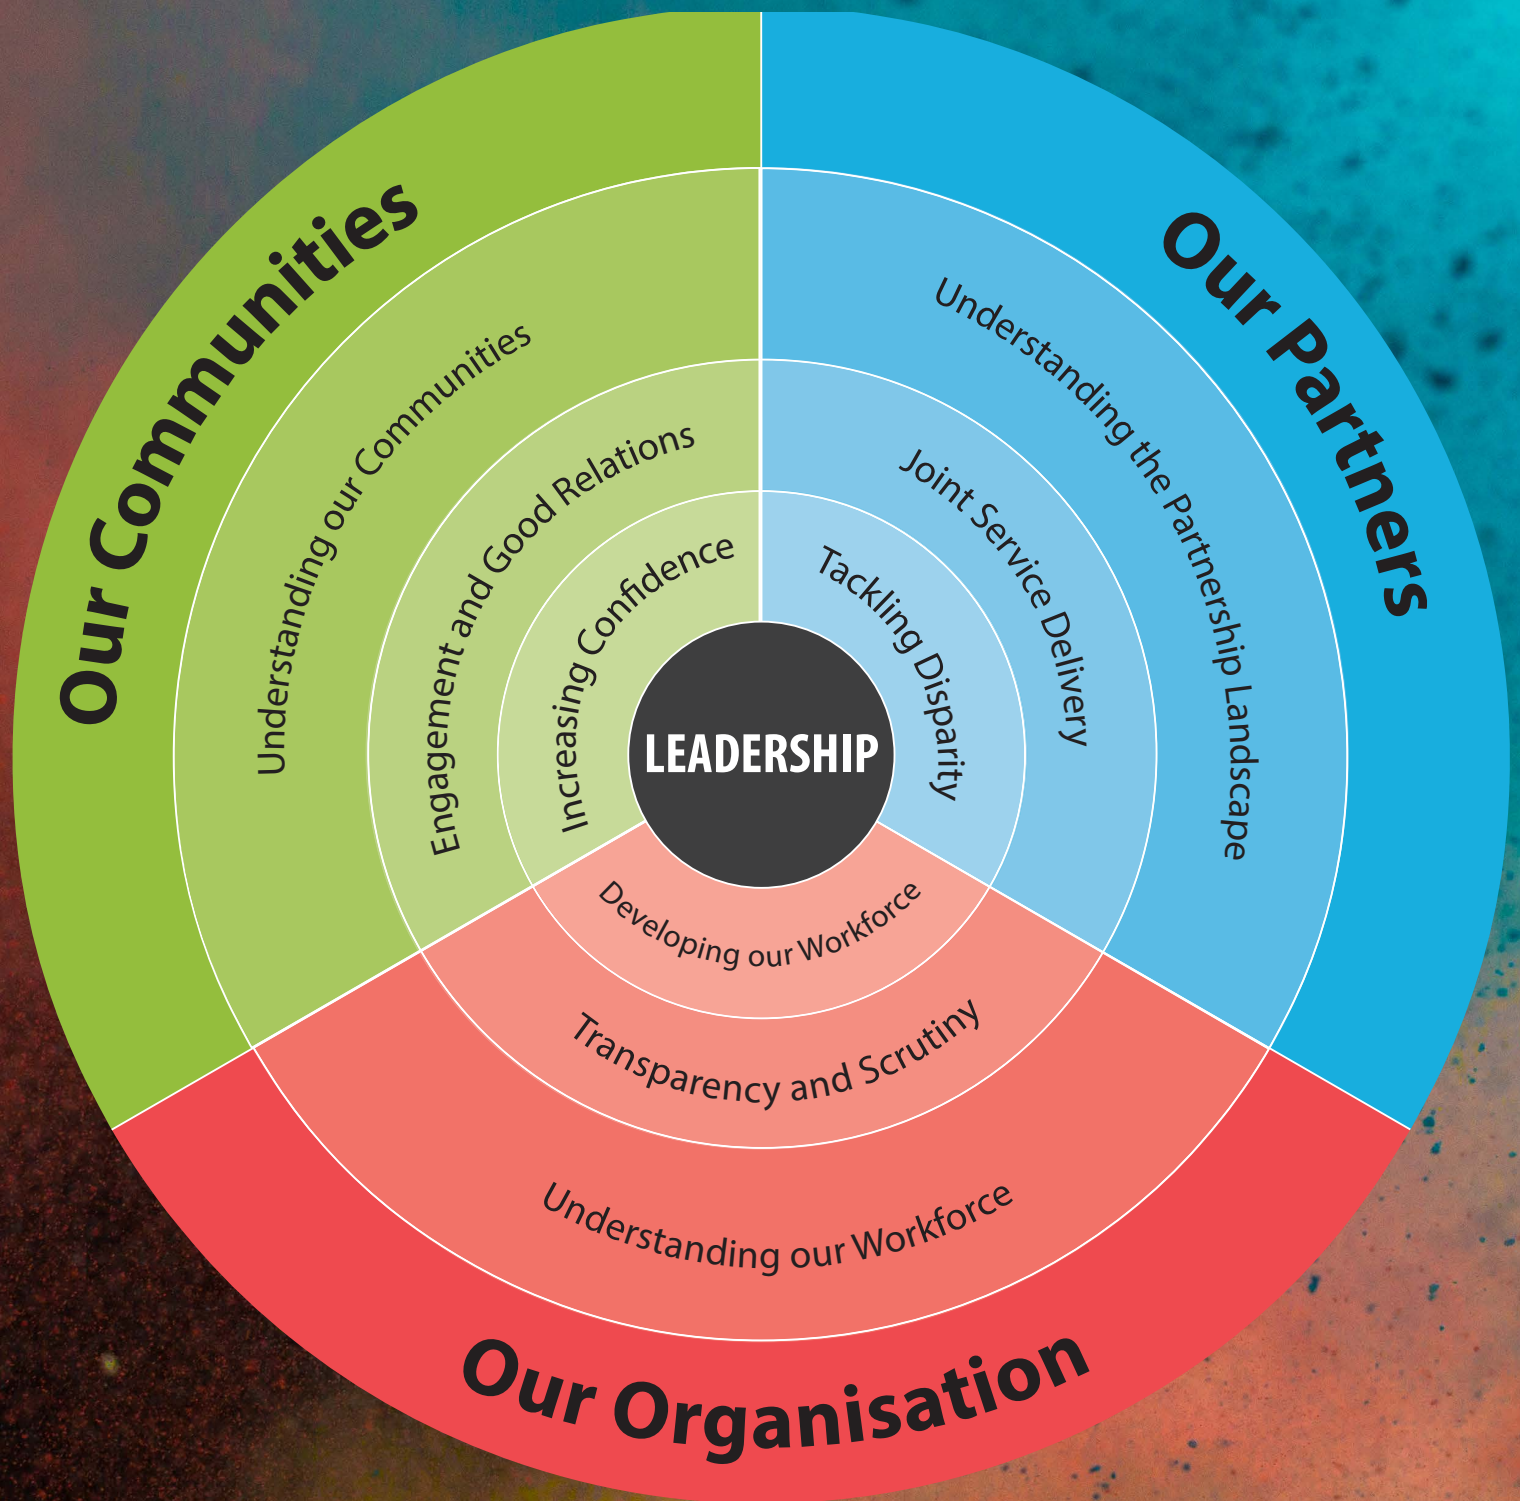 Our Communities
Understanding our Communities
Engagement and Good Relations
Increasing Confidence
Our Partners
Understanding the Partnership Landscape
Joint Service Delivery
Tackling Disparity
LEADERSHIP
Developing our Workforce
Transparency and Scrutiny
Understanding our Workforce
Our Organisation